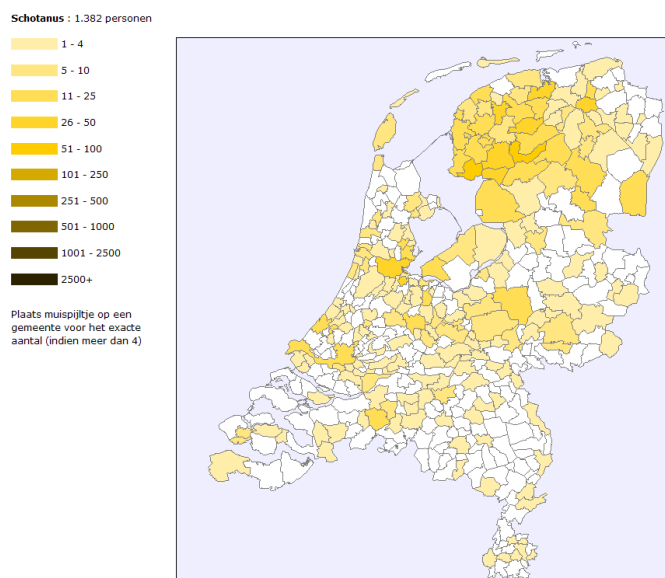 Schotanus : 1.382 personen
1 - 4
5 - 10
11 - 25
26 - 50
51 - 100
101 - 250
251 - 500
501 - 1000
1001 - 2500
2500+
Plaats muispijltje op een
gemeente voor het exacte
aantal (indien meer dan 4)